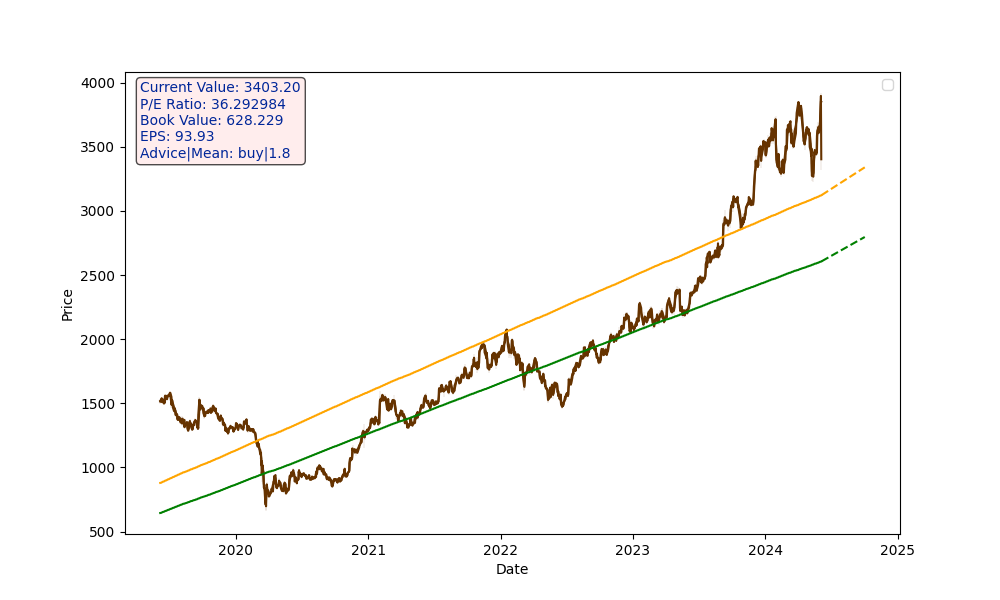 Current Value: 3403.20
P/E Ratio: 36.292984
Book Value: 628.229
EPS: 93.93
Advice|Mean: buy|1.8
4000
3500
3000
2500
2000
1500
1000
500
Price
2020 2021 2022 2023 2024 2025
Date